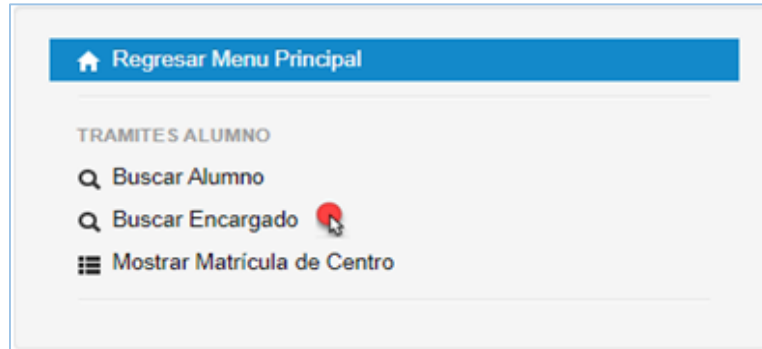 Regresar Menu Principal
TRAMITES ALUMNO
Buscar Alumno
Buscar Encargado
Mostrar Matrícula de Centro